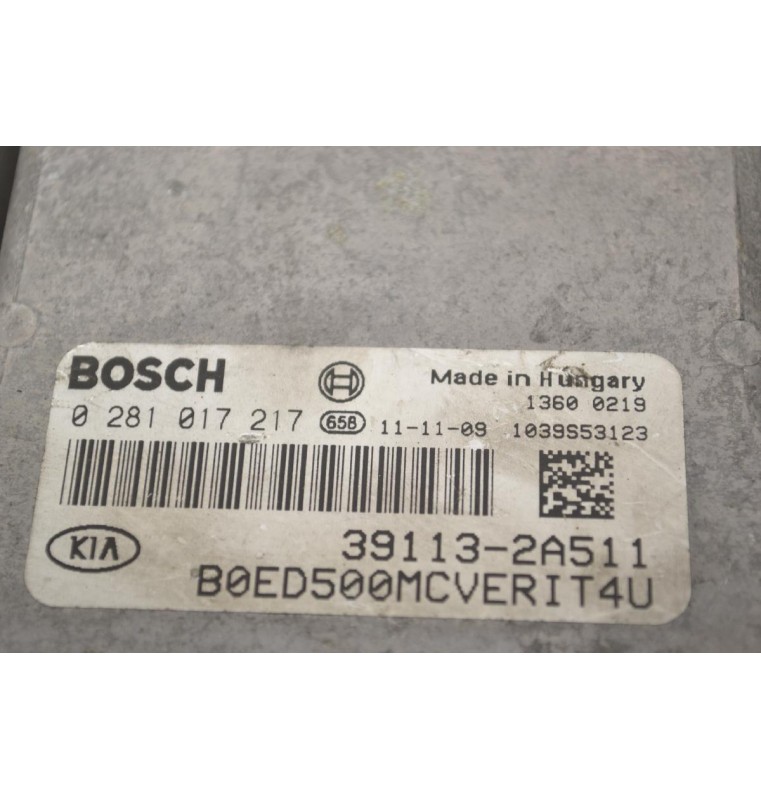 BOSCH
Made in Hungary
1360 0219
0 281 017 217 658 11-11-09 1039S53123
KIA 39113-2A511
B0ED500MCVERIT4U